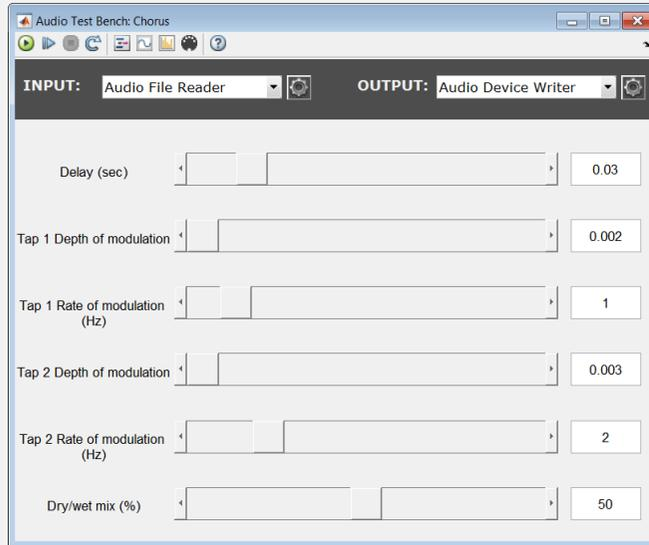 Audio Test Bench: Chorus
INPUT: Audio File Reader OUTPUT: Audio Device Writer
Delay (sec) 0.03
Tap 1 Depth of modulation 0.002
Tap 1 Rate of modulation 1
(Hz)
Tap 2 Depth of modulation 0.003
Tap 2 Rate of modulation 2
(Hz)
Dry/wet mix (%) 50